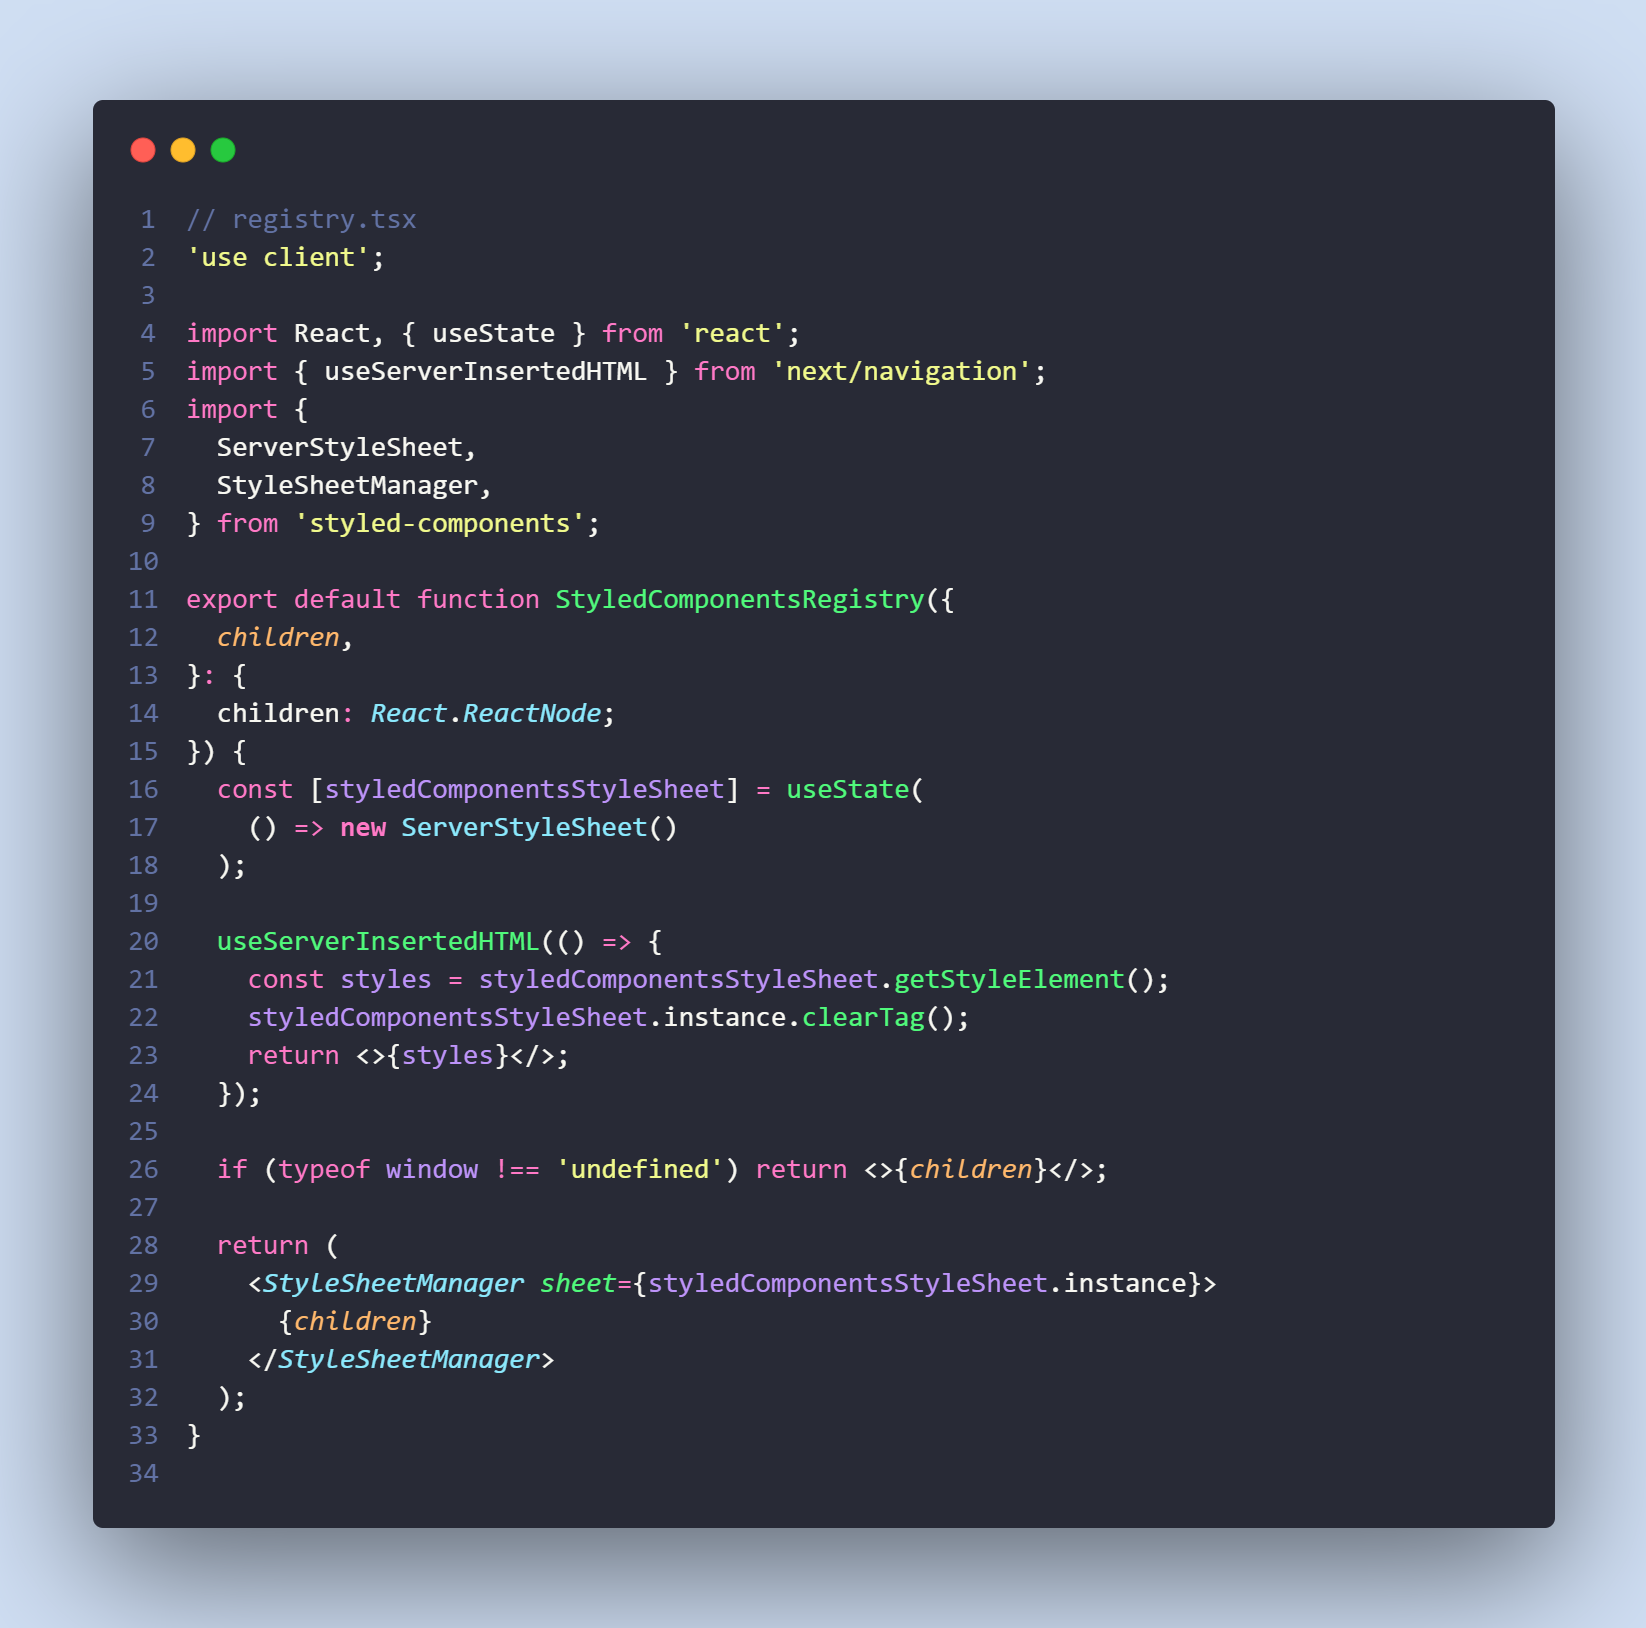 1 // registry.tsx
2 'use client';
3
4 import React, { useState } from 'react';
5 import { useServerInsertedHTML } from 'next/navigation';
6 import {
7   ServerStyleSheet,
8   StyleSheetManager,
9 } from 'styled-components';
10
11 export default function StyledComponentsRegistry({
12   children,
13 }: {
14   children: React.ReactNode;
15 }) {
16   const [styledComponentsStyleSheet] = useState(
17     () => new ServerStyleSheet()
18   );
19
20   useServerInsertedHTML(() => {
21     const styles = styledComponentsStyleSheet.getStyleElement();
22     styledComponentsStyleSheet.instance.clearTag();
23     return <>{styles}</>;
24   });
25
26   if (typeof window !== 'undefined') return <>{children}</>;
27
28   return (
29     <StyleSheetManager sheet={styledComponentsStyleSheet.instance}>
30       {children}
31     </StyleSheetManager>
32   );
33 }
34